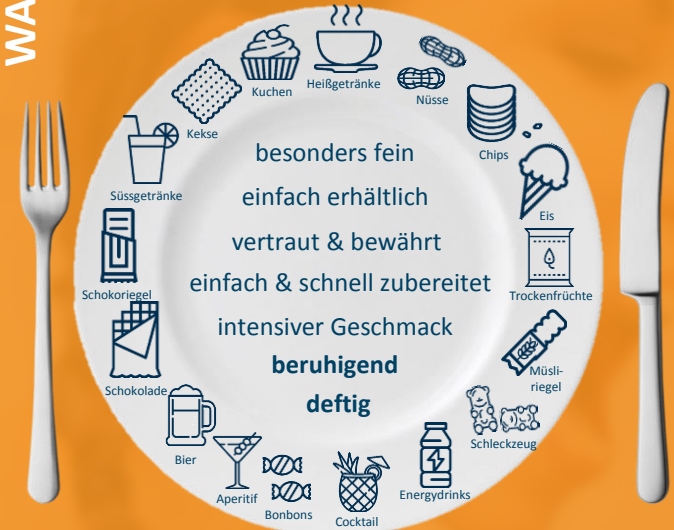 WA
Kuchen
Heißgetränke
Nüsse
Kekse
Chips
Süssgetränke
Eis
Schokoriegel
Trockenfrüchte
besonders fein
einfach erhältlich
vertraut & bewährt
einfach & schnell zubereitet
intensiver Geschmack
beruhigend
deftig
Schokolade
Müsli-
riegel
Bier
Schleckzeug
Aperitif
Bonbons
Cocktail
Energydrinks